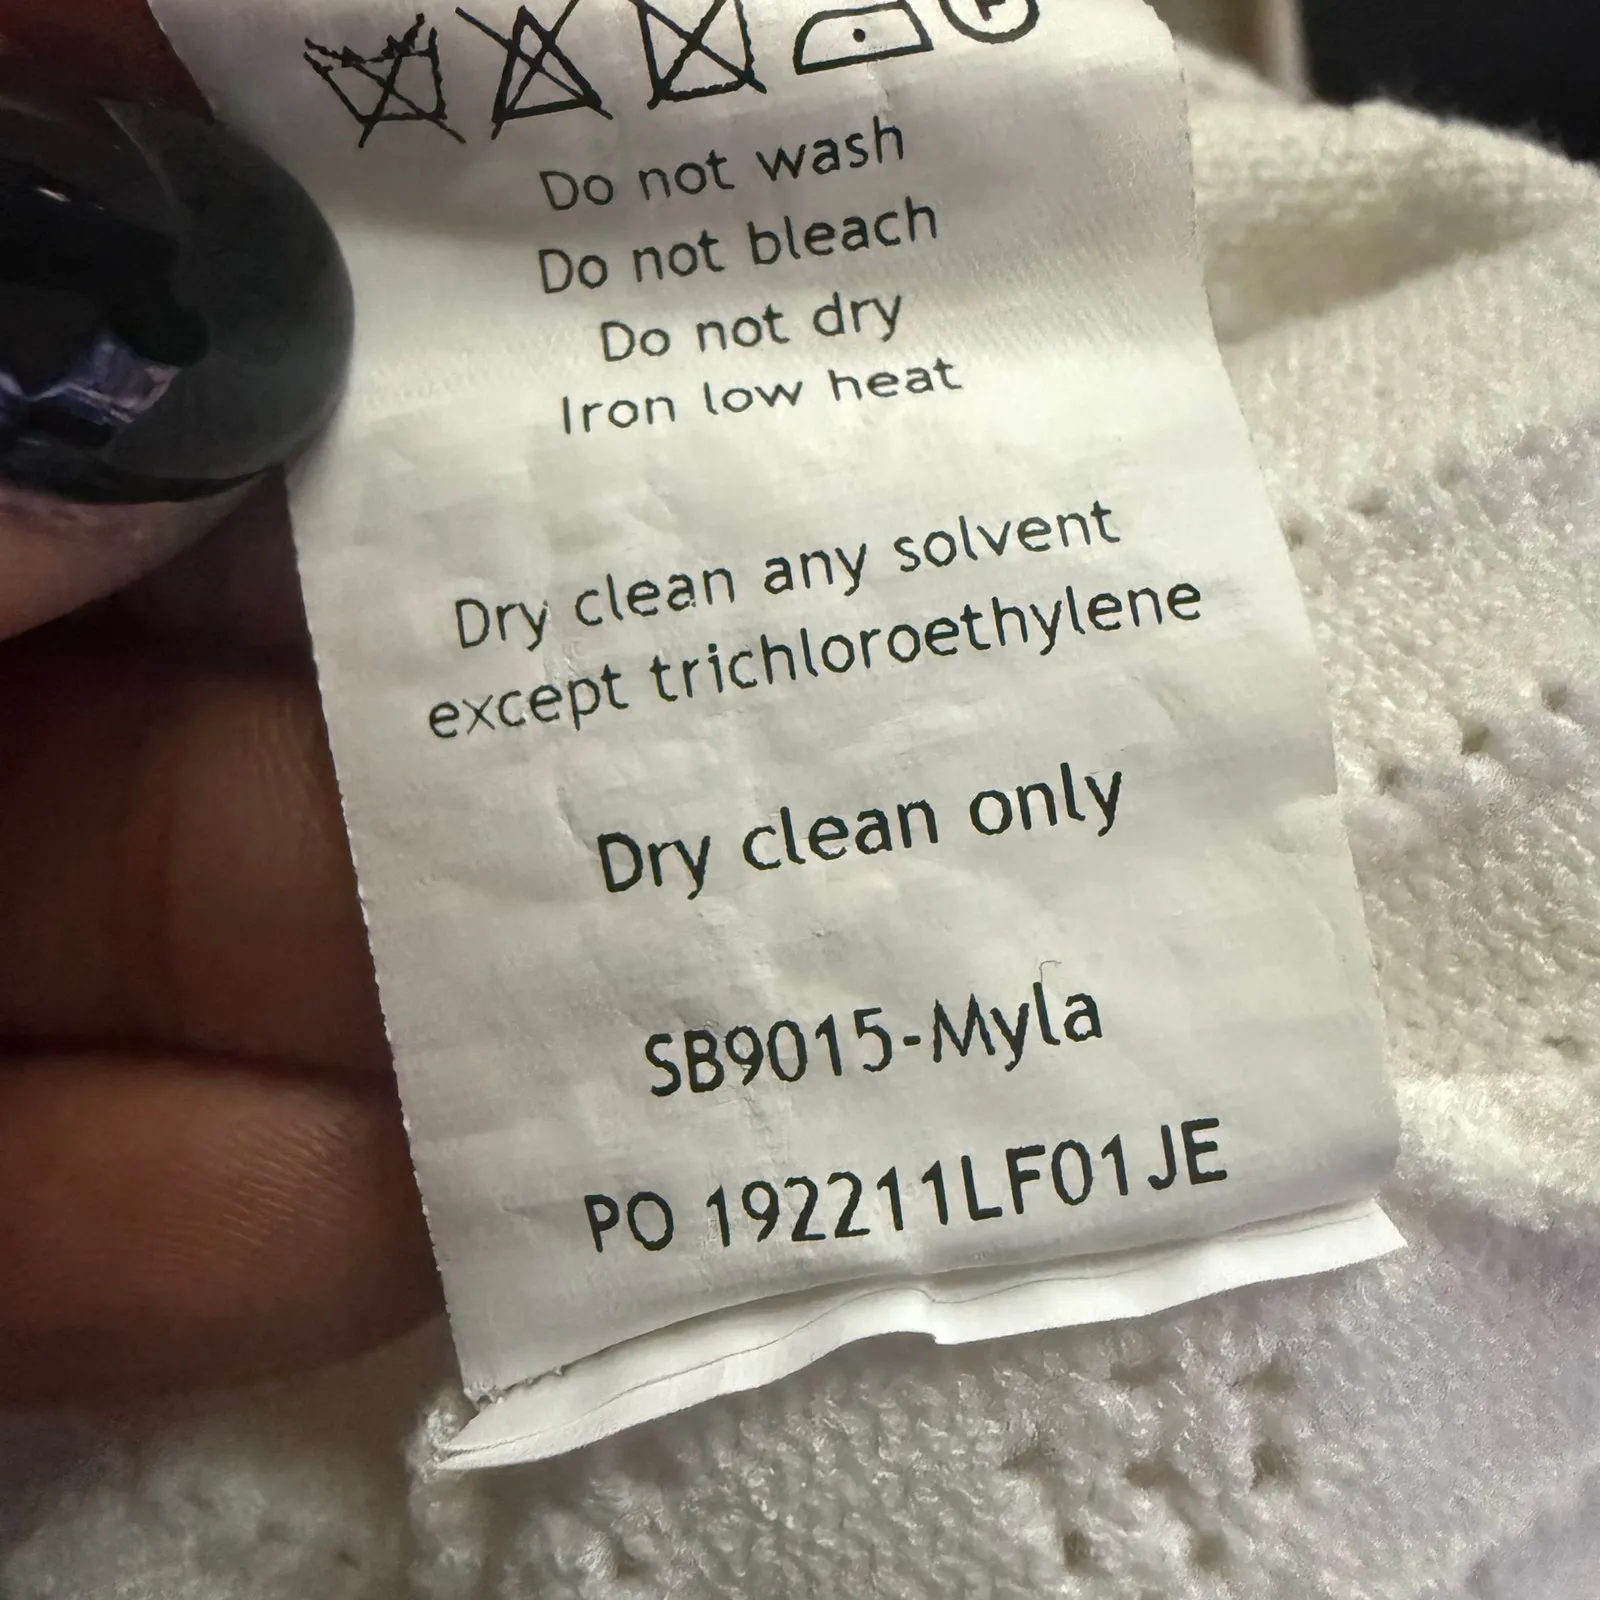 P
Do not wash
Do not bleach
Do not dry
Iron low heat
Dry clean any solvent
except trichloroethylene
Dry clean only
SB9015-Myla
PO 192211LF01JE